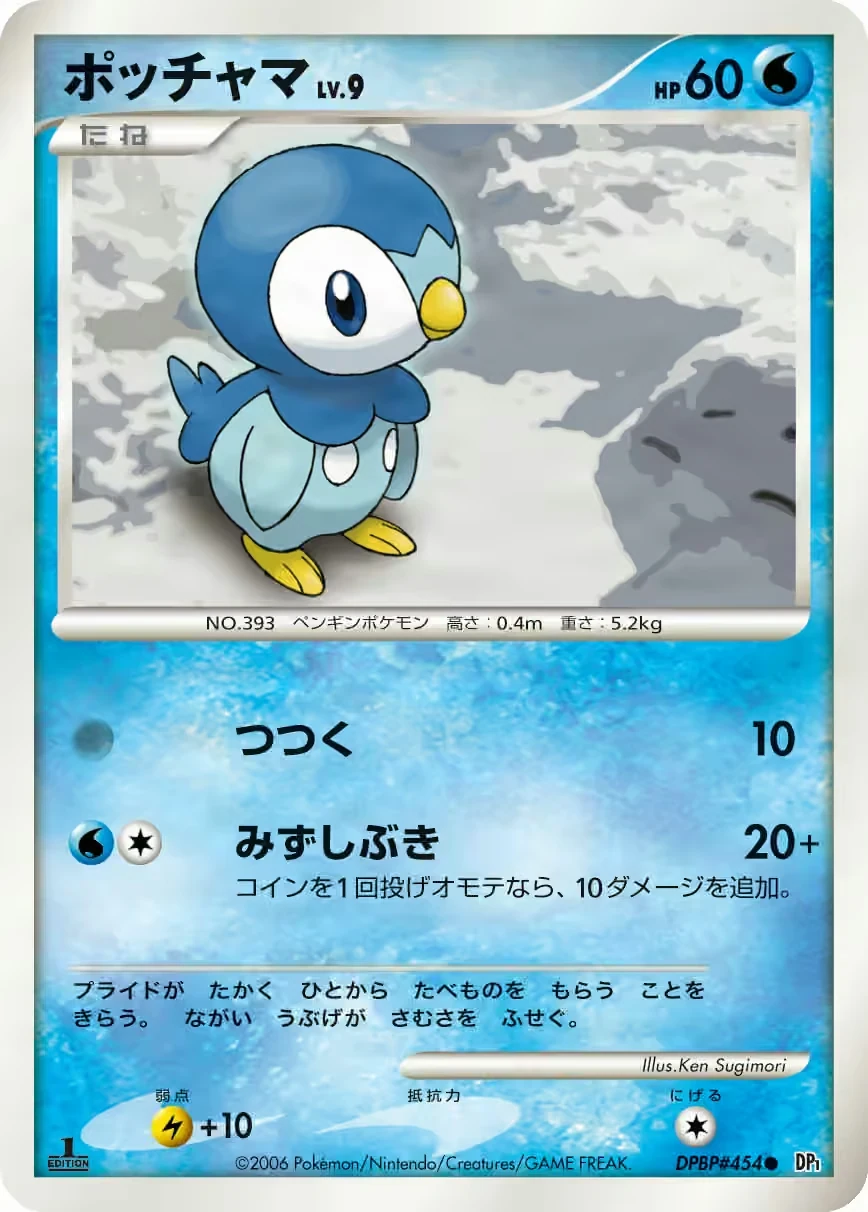 ポッチャマ LV.9 HP 60
たね
NO.393 ペンギンポケモン 高さ：0.4m 重さ：5.2kg
つつく 10
みずしぶき 20+
コインを1回投げオモテなら、10ダメージを追加。
プライドが たかく ひとから たべものを もらう ことを
きらう。 ながい うぶげが さむさを ふせぐ。
Illus.Ken Sugimori
弱点 抵抗力 にげる
+10
1 EDITION ©2006 Pokémon/Nintendo/Creatures/GAME FREAK. DPBP#454● DP1